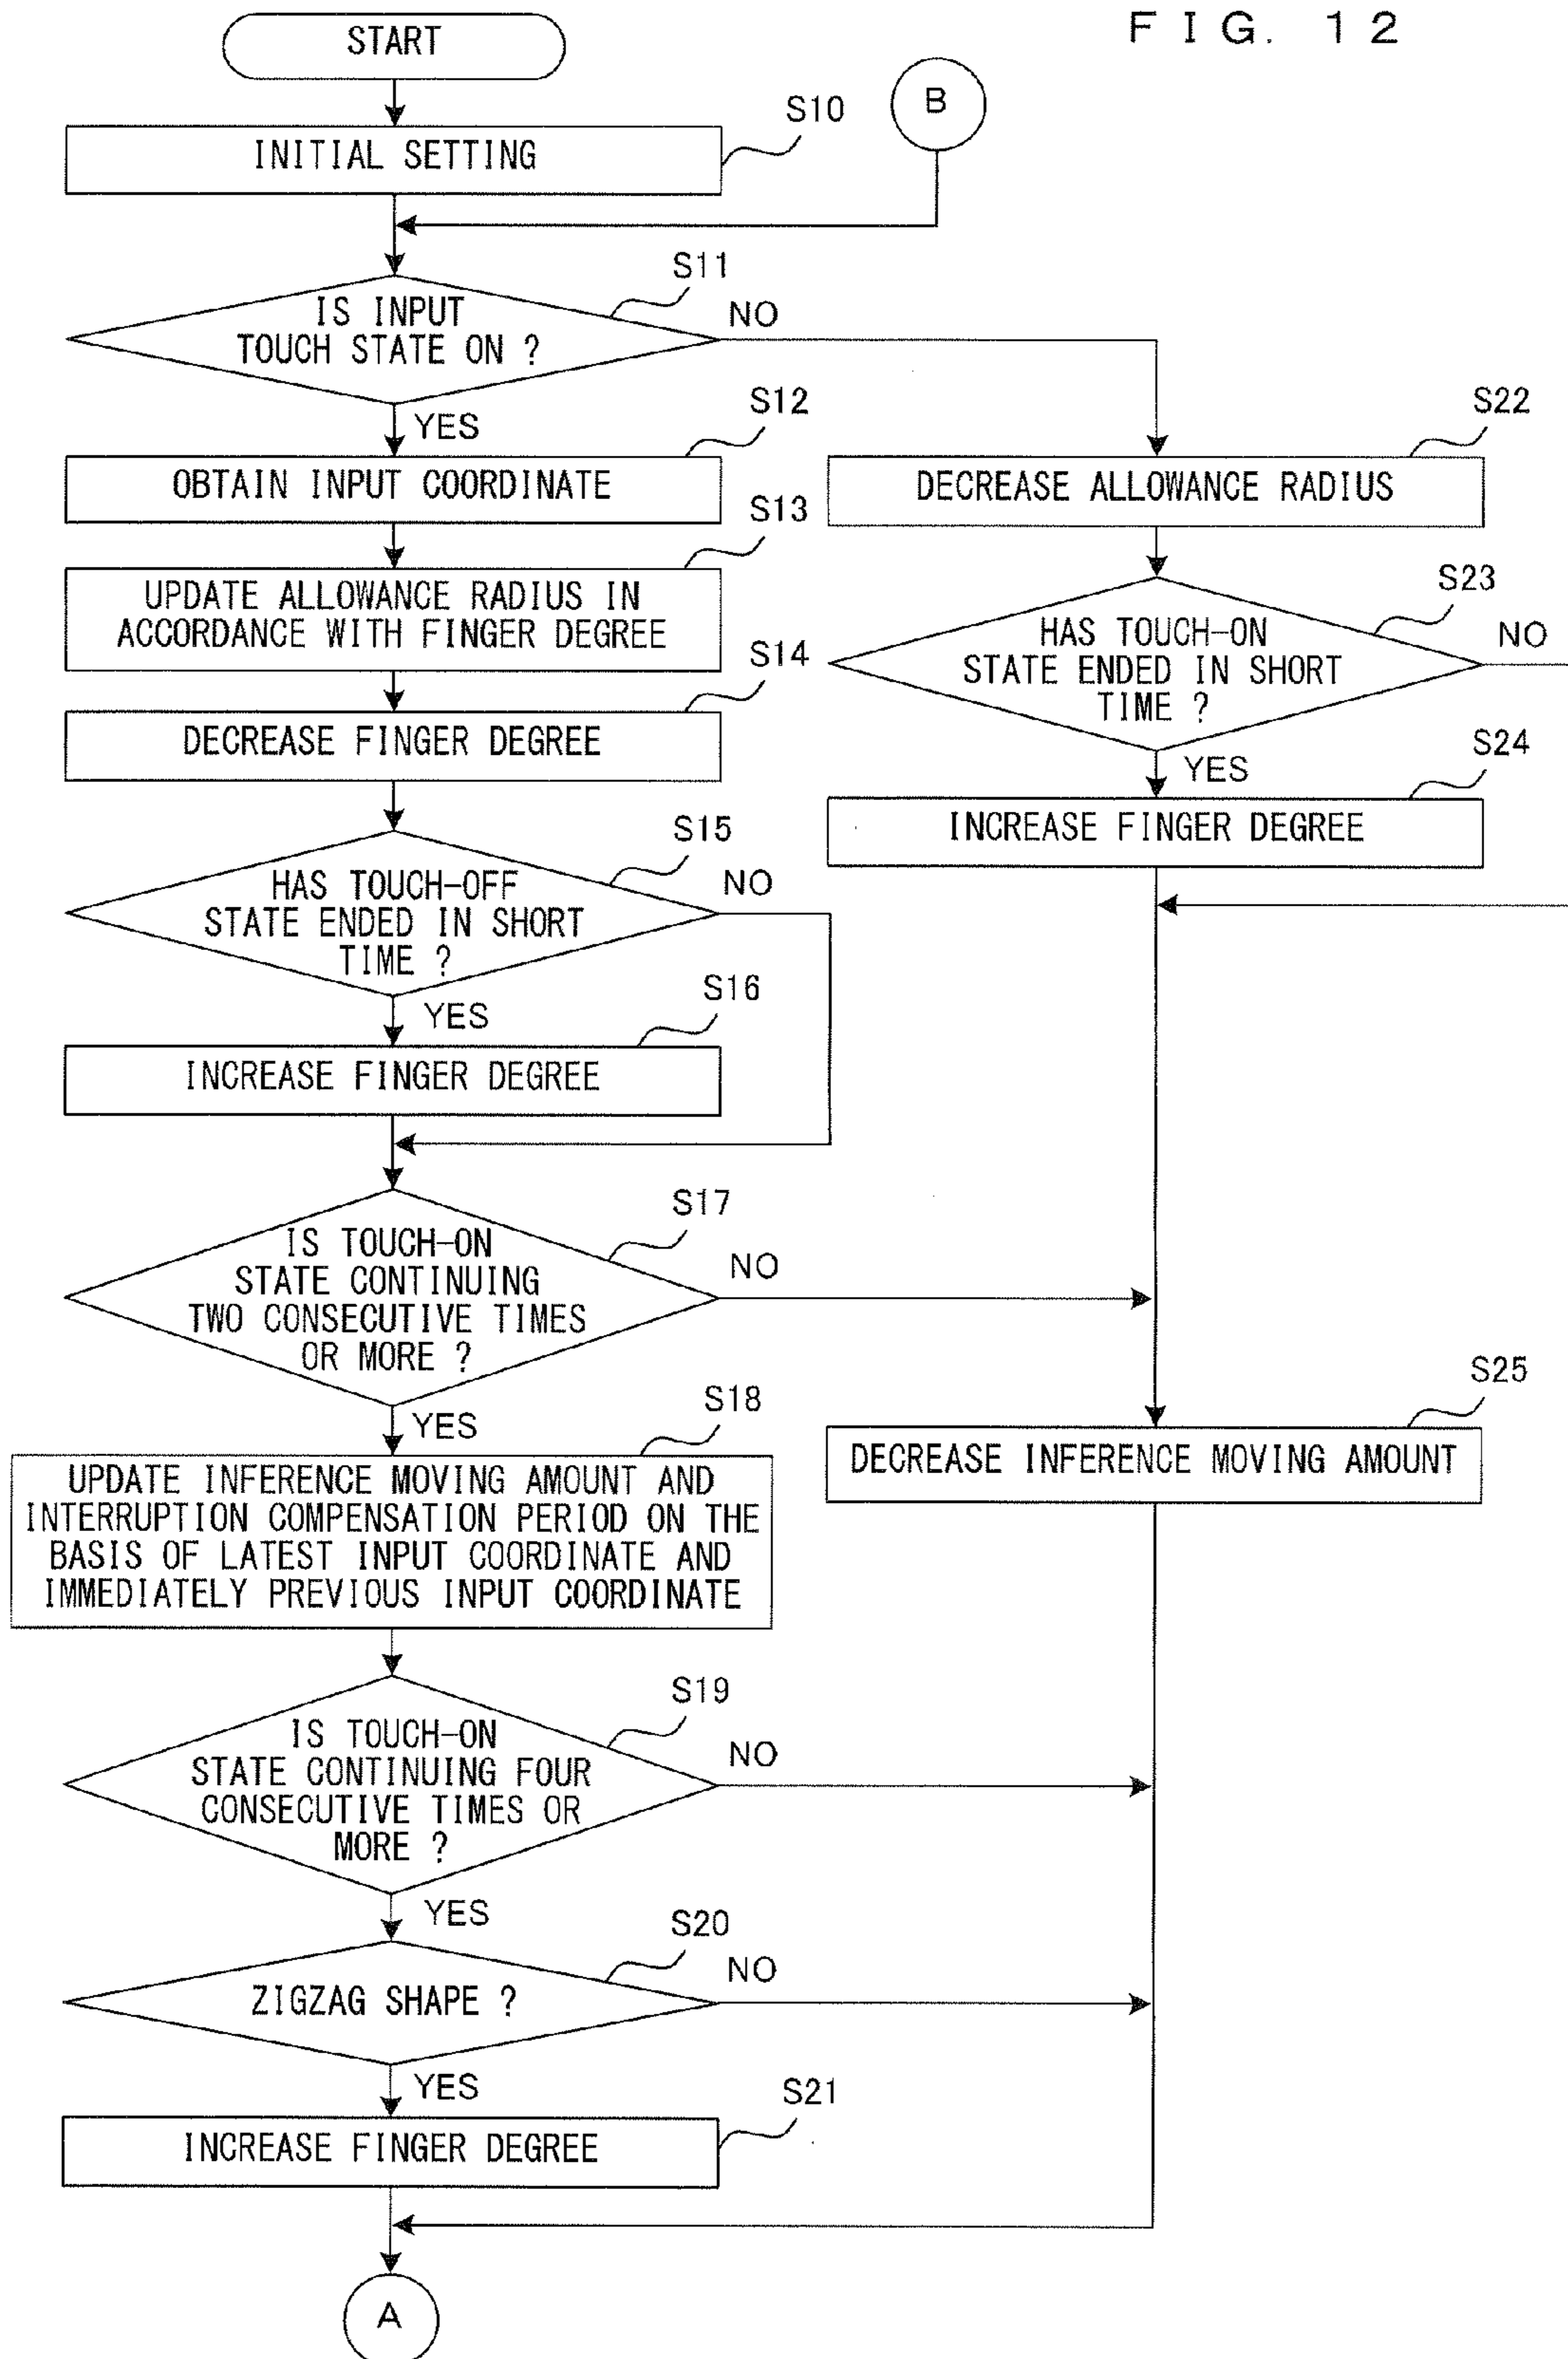 FIG. 12
START
B
S10
INITIAL SETTING
S11
IS INPUT
TOUCH STATE ON ?
NO
YES
S12
OBTAIN INPUT COORDINATE
S13
UPDATE ALLOWANCE RADIUS IN
ACCORDANCE WITH FINGER DEGREE
S14
DECREASE FINGER DEGREE
S15
HAS TOUCH-OFF
STATE ENDED IN SHORT
TIME ?
NO
YES
S16
INCREASE FINGER DEGREE
S17
IS TOUCH-ON
STATE CONTINUING
TWO CONSECUTIVE TIMES
OR MORE ?
NO
YES
S18
UPDATE INFERENCE MOVING AMOUNT AND
INTERRUPTION COMPENSATION PERIOD ON THE
BASIS OF LATEST INPUT COORDINATE AND
IMMEDIATELY PREVIOUS INPUT COORDINATE
S19
IS TOUCH-ON
STATE CONTINUING FOUR
CONSECUTIVE TIMES OR
MORE ?
NO
YES
S20
ZIGZAG SHAPE ?
NO
YES
S21
INCREASE FINGER DEGREE
A
S22
DECREASE ALLOWANCE RADIUS
S23
HAS TOUCH-ON
STATE ENDED IN SHORT
TIME ?
NO
YES
S24
INCREASE FINGER DEGREE
S25
DECREASE INFERENCE MOVING AMOUNT